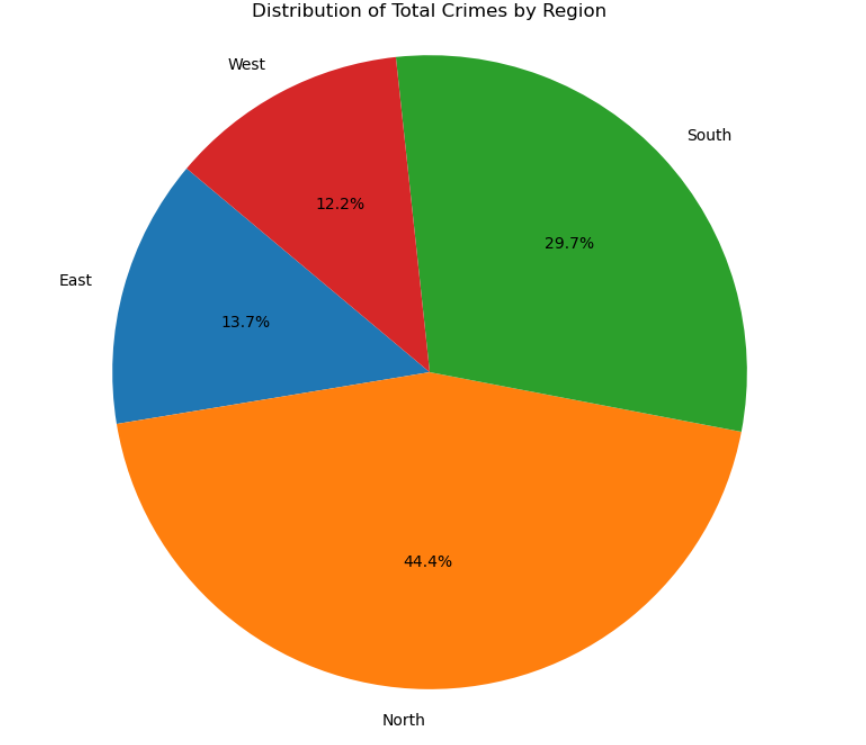 Distribution of Total Crimes by Region
West
South
12.2%
29.7%
East
13.7%
44.4%
North